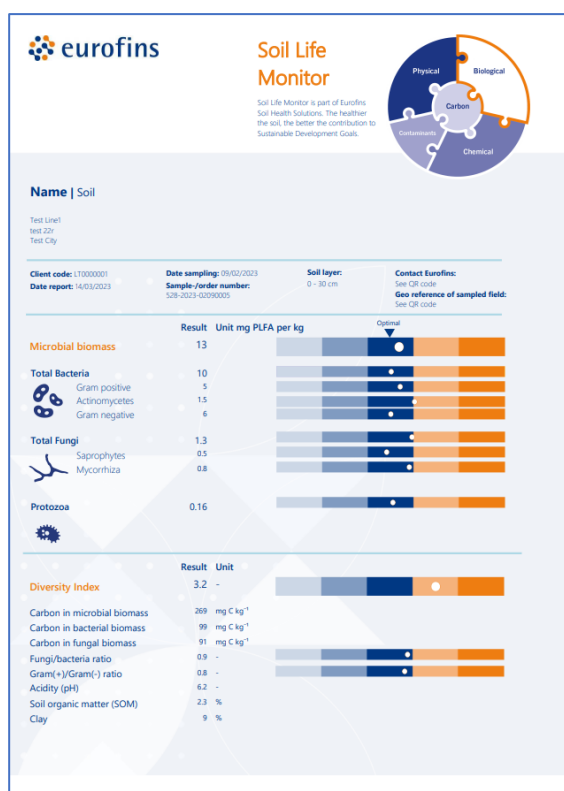 eurofins
Soil Life
Monitor
Soil Life Monitor is part of Eurofins
Soil Health Solutions. The healthier
the soil, the better the contribution to
Sustainable Development Goals.
Physical
Biological
Carbon
Contaminants
Chemical
Name | Soil
Test Line1
test 22r
Test City
Client code: LT0000001
Date report: 14/03/2023
Date sampling: 09/02/2023
Sample-/order number:
528-2023-02090005
Soil layer:
0 - 30 cm
Contact Eurofins:
See QR code
Geo reference of sampled field:
See QR code
Result Unit mg PLFA per kg
Optimal
Microbial biomass 13
Total Bacteria 10
Gram positive 5
Actinomycetes 1.5
Gram negative 6
Total Fungi 1.3
Saprophytes 0.5
Mycorrhiza 0.8
Protozoa 0.16
Result Unit
Diversity Index 3.2 -
Carbon in microbial biomass 269 mg C kg⁻¹
Carbon in bacterial biomass 99 mg C kg⁻¹
Carbon in fungal biomass 91 mg C kg⁻¹
Fungi/bacteria ratio 0.9 -
Gram(+)/Gram(-) ratio 0.8 -
Acidity (pH) 6.2 -
Soil organic matter (SOM) 2.3 %
Clay 9 %